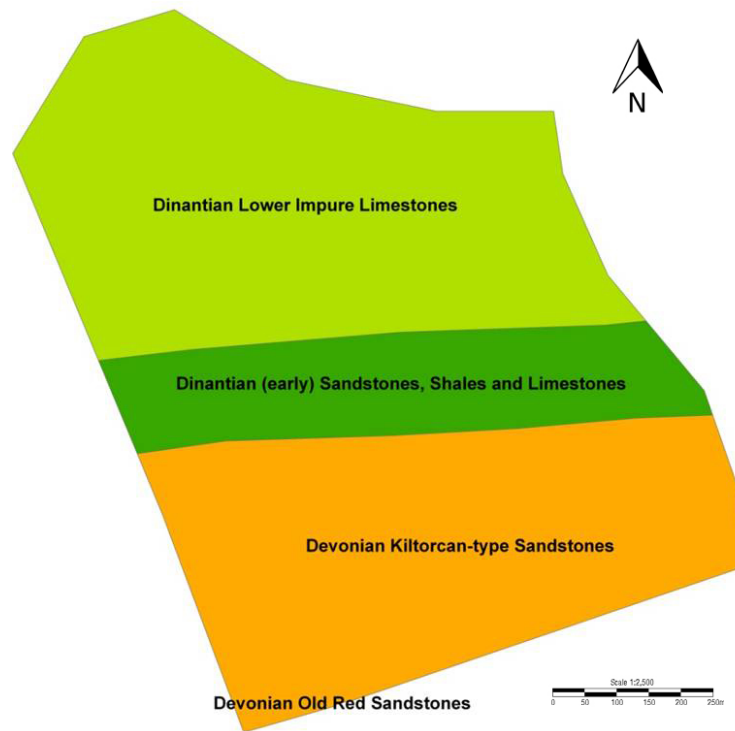 N
Dinantian Lower Impure Limestones
Dinantian (early) Sandstones, Shales and Limestones
Devonian Kiltorcan-type Sandstones
Devonian Old Red Sandstones
Scale 1:2,500
0 50 100 150 200 250m